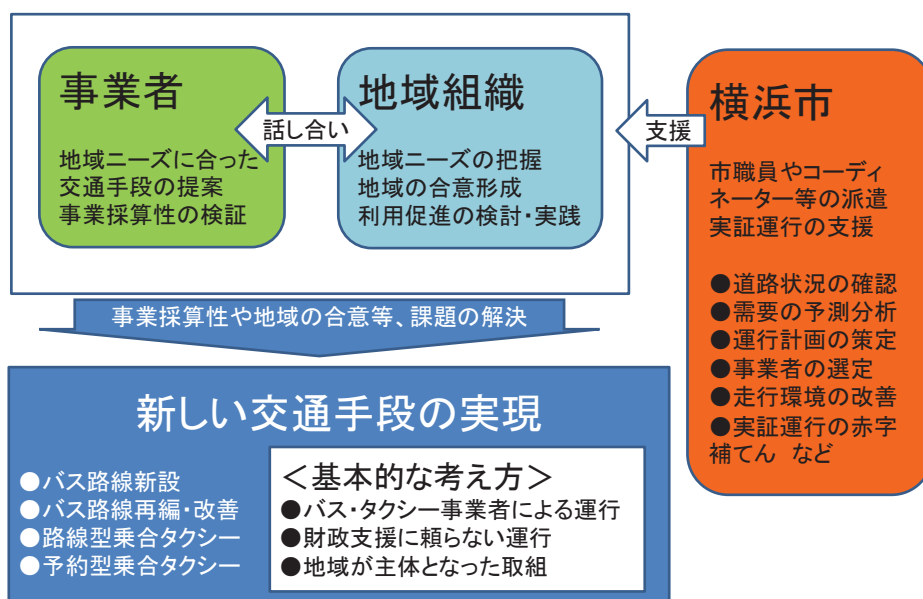 事業者
地域ニーズに合った
交通手段の提案
事業採算性の検証
話し合い
地域組織
地域ニーズの把握
地域の合意形成
利用促進の検討・実践
支援
横浜市
市職員やコーディ
ネーター等の派遣
実証運行の支援
●道路状況の確認
●需要の予測分析
●運行計画の策定
●事業者の選定
●走行環境の改善
●実証運行の赤字
補てん など
事業採算性や地域の合意等、課題の解決
新しい交通手段の実現
●バス路線新設
●バス路線再編・改善
●路線型乗合タクシー
●予約型乗合タクシー
＜基本的な考え方＞
●バス・タクシー事業者による運行
●財政支援に頼らない運行
●地域が主体となった取組